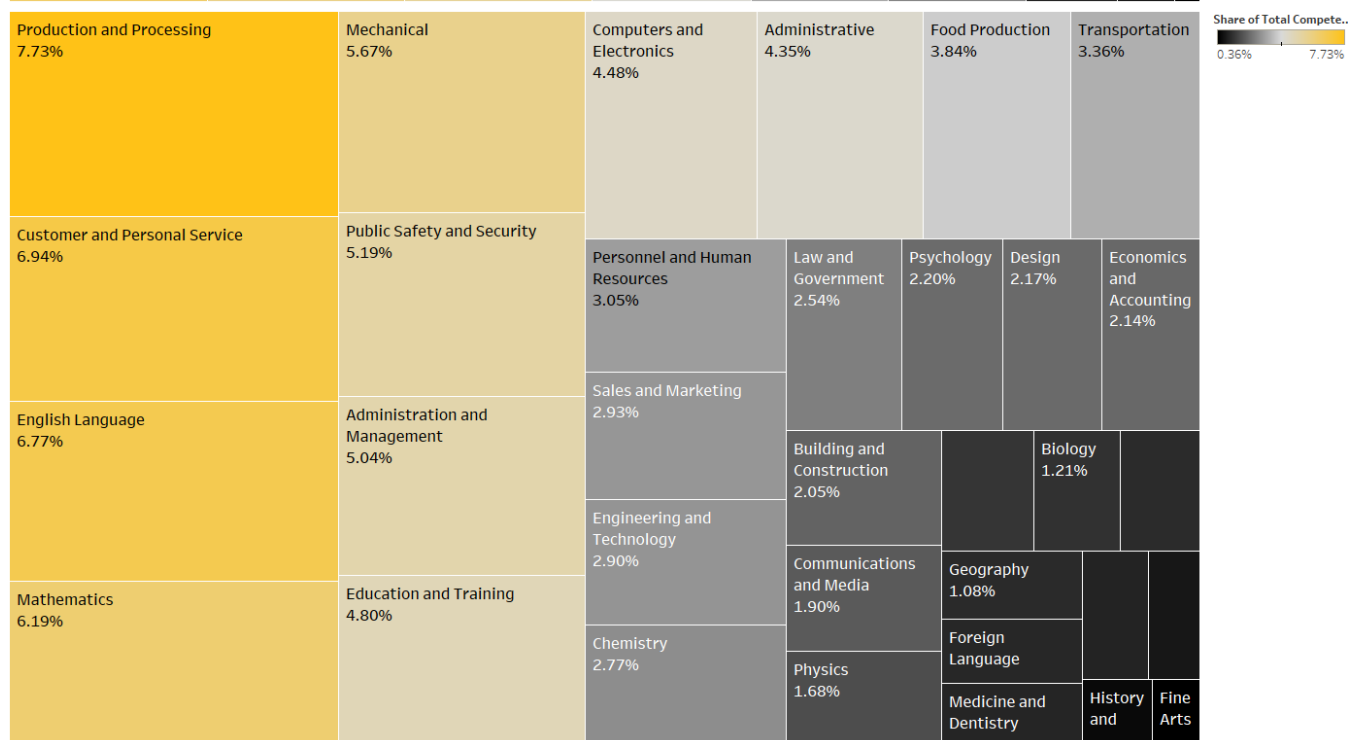 Production and Processing
7.73%
Mechanical
5.67%
Computers and
Electronics
4.48%
Administrative
4.35%
Food Production
3.84%
Transportation
3.36%
Share of Total Compete..
0.36%
7.73%
Customer and Personal Service
6.94%
Public Safety and Security
5.19%
Personnel and Human
Resources
3.05%
Law and
Government
2.54%
Psychology
2.20%
Design
2.17%
Economics
and
Accounting
2.14%
English Language
6.77%
Administration and
Management
5.04%
Sales and Marketing
2.93%
Building and
Construction
2.05%
Biology
1.21%
Engineering and
Technology
2.90%
Communications
and Media
1.90%
Geography
1.08%
Mathematics
6.19%
Education and Training
4.80%
Chemistry
2.77%
Physics
1.68%
Foreign
Language
Medicine and
Dentistry
History
and
Fine
Arts